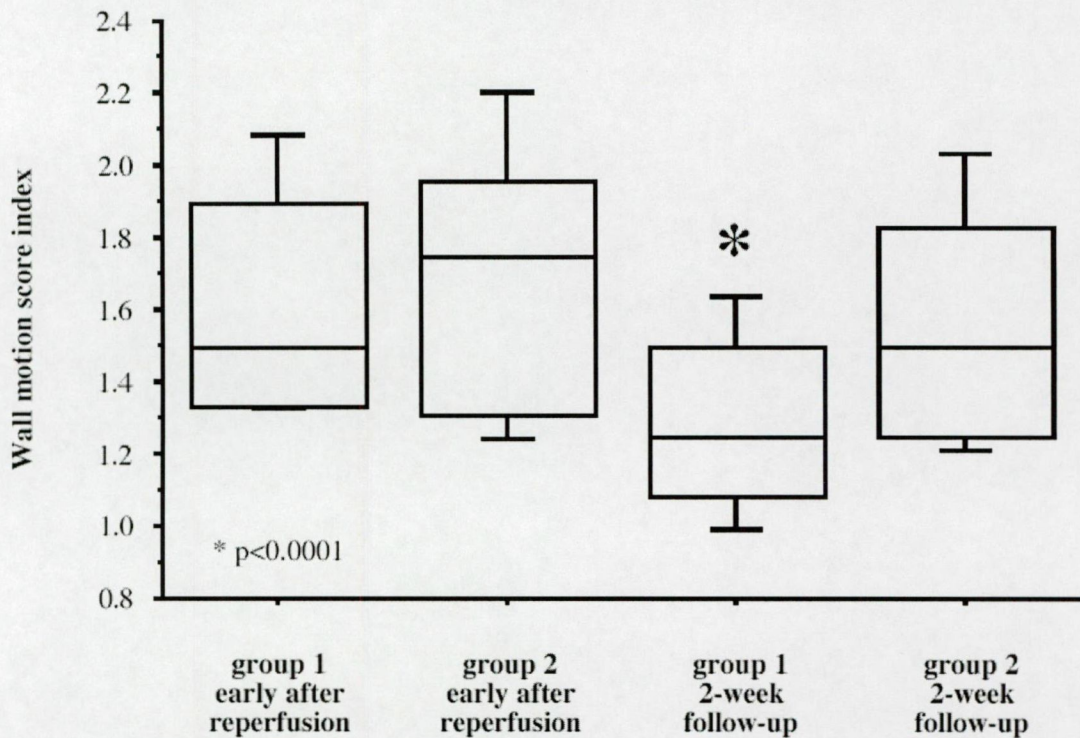 Wall motion score index
2.4
2.2
2.0
1.8
1.6
1.4
1.2
1.0
0.8
*
* p<0.0001
group 1
early after
reperfusion
group 2
early after
reperfusion
group 1
2-week
follow-up
group 2
2-week
follow-up